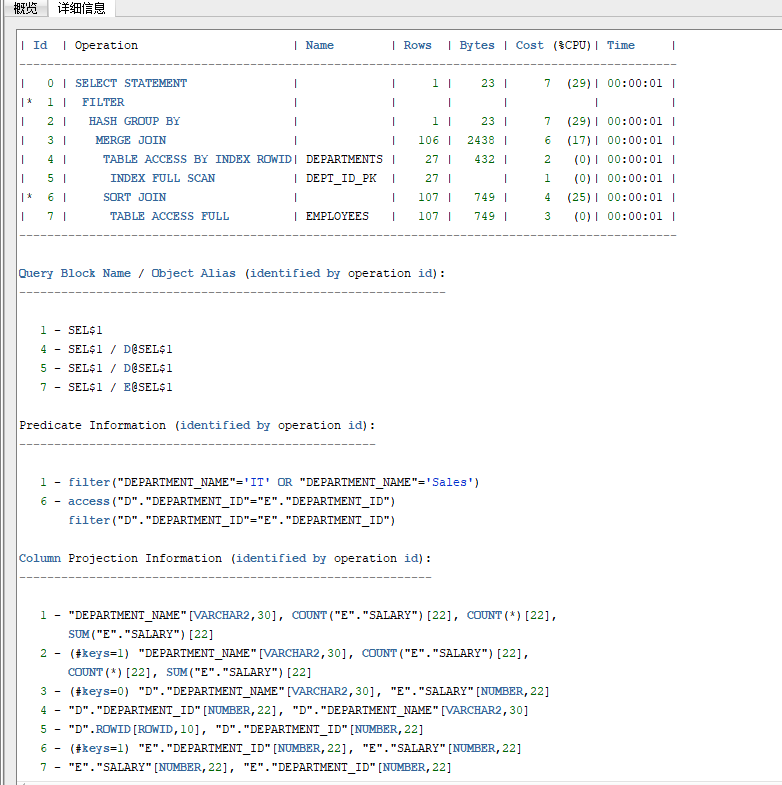 概览 详细信息
| Id | Operation | Name | Rows | Bytes | Cost (%CPU)| Time |
--------------------------------------------------------------------------------------------
| 0 | SELECT STATEMENT | | 1 | 23 | 7 (29)| 00:00:01 |
|* 1 | FILTER | | | | | |
| 2 | HASH GROUP BY | | 1 | 23 | 7 (29)| 00:00:01 |
| 3 | MERGE JOIN | | 106 | 2438 | 6 (17)| 00:00:01 |
| 4 | TABLE ACCESS BY INDEX ROWID| DEPARTMENTS | 27 | 432 | 2 (0)| 00:00:01 |
| 5 | INDEX FULL SCAN | DEPT_ID_PK | 27 | | 1 (0)| 00:00:01 |
|* 6 | SORT JOIN | | 107 | 749 | 4 (25)| 00:00:01 |
| 7 | TABLE ACCESS FULL | EMPLOYEES | 107 | 749 | 3 (0)| 00:00:01 |
--------------------------------------------------------------------------------------------
Query Block Name / Object Alias (identified by operation id):
-------------------------------------------------------------
1 - SEL$1
4 - SEL$1 / D@SEL$1
5 - SEL$1 / D@SEL$1
7 - SEL$1 / E@SEL$1
Predicate Information (identified by operation id):
---------------------------------------------------
1 - filter("DEPARTMENT_NAME"='IT' OR "DEPARTMENT_NAME"='Sales')
6 - access("D"."DEPARTMENT_ID"="E"."DEPARTMENT_ID")
filter("D"."DEPARTMENT_ID"="E"."DEPARTMENT_ID")
Column Projection Information (identified by operation id):
-----------------------------------------------------------
1 - "DEPARTMENT_NAME"[VARCHAR2,30], COUNT("E"."SALARY")[22], COUNT(*)[22],
SUM("E"."SALARY")[22]
2 - (#keys=1) "DEPARTMENT_NAME"[VARCHAR2,30], COUNT("E"."SALARY")[22],
COUNT(*)[22], SUM("E"."SALARY")[22]
3 - (#keys=0) "D"."DEPARTMENT_NAME"[VARCHAR2,30], "E"."SALARY"[NUMBER,22]
4 - "D"."DEPARTMENT_ID"[NUMBER,22], "D"."DEPARTMENT_NAME"[VARCHAR2,30]
5 - "D".ROWID[ROWID,10], "D"."DEPARTMENT_ID"[NUMBER,22]
6 - (#keys=1) "E"."DEPARTMENT_ID"[NUMBER,22], "E"."SALARY"[NUMBER,22]
7 - "E"."SALARY"[NUMBER,22], "E"."DEPARTMENT_ID"[NUMBER,22]